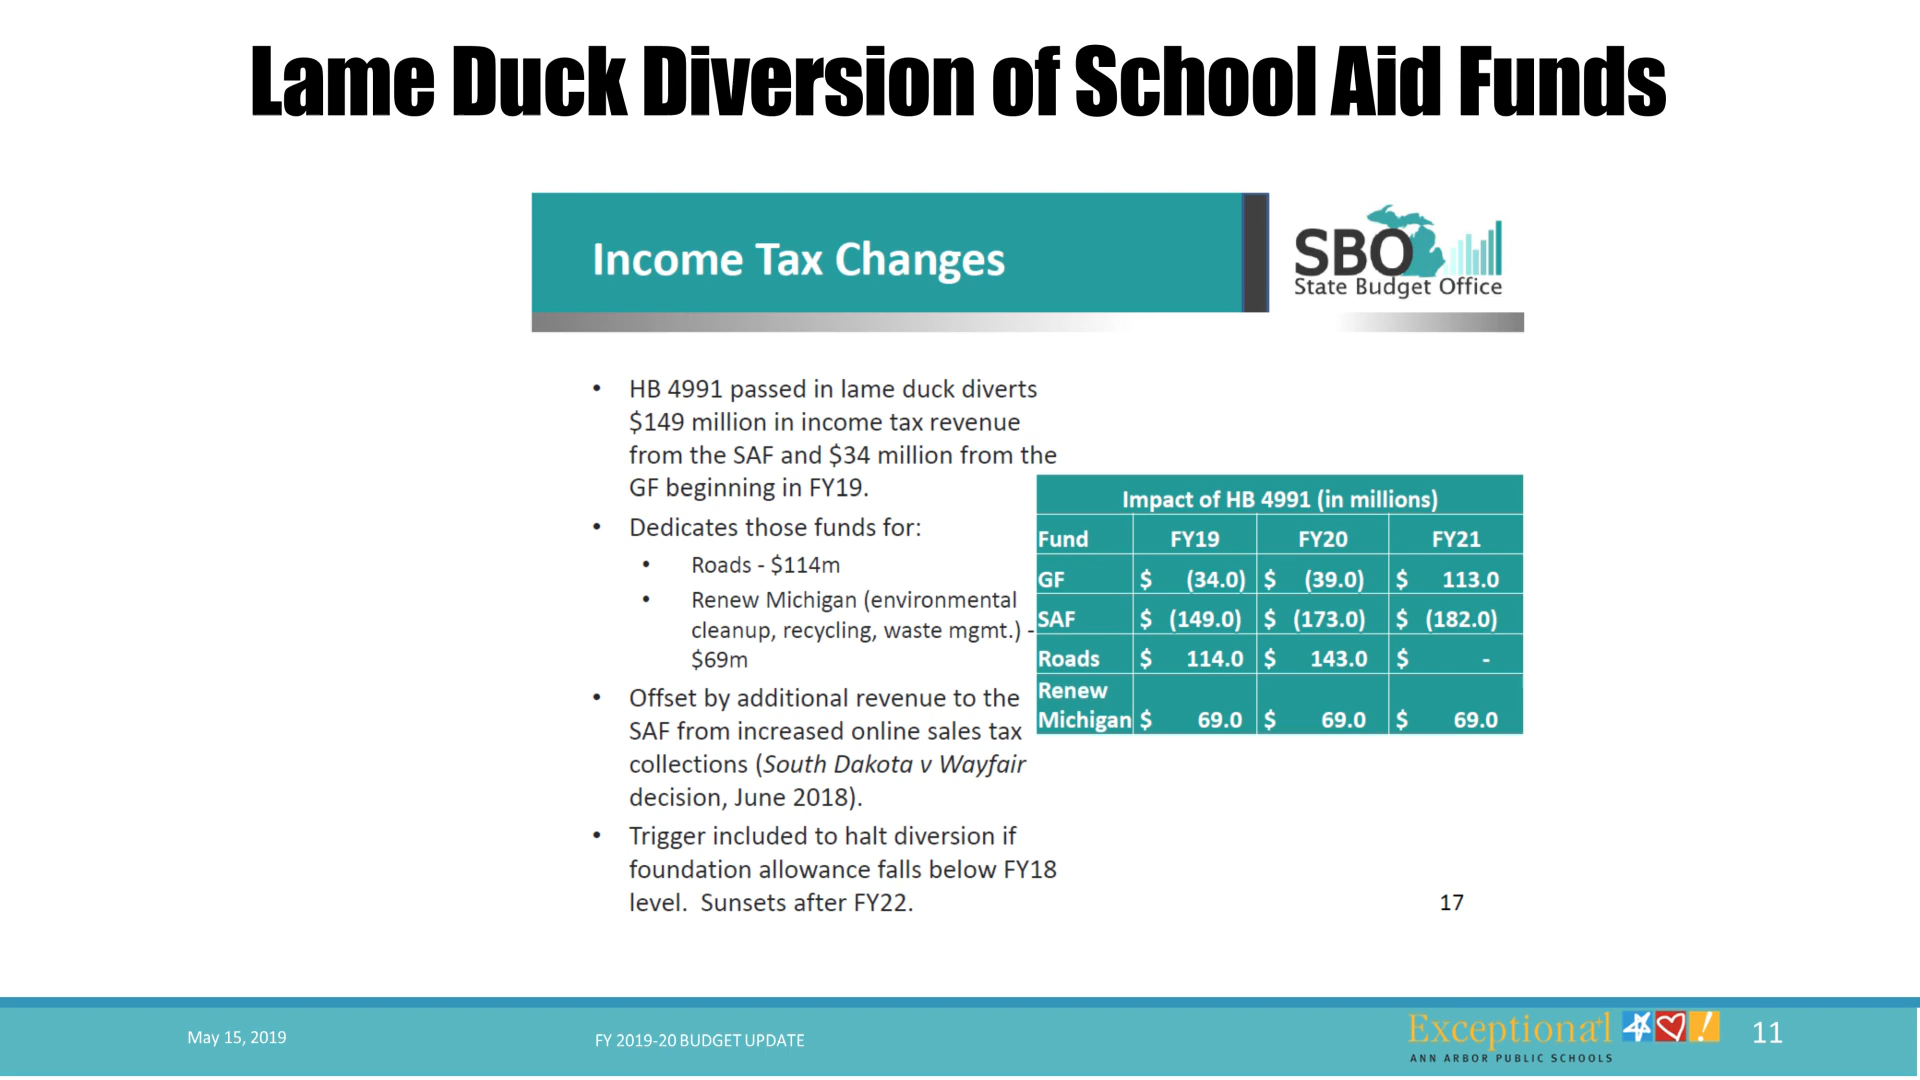 Lame Duck Diversion of School Aid Funds
Income Tax Changes
SBO
State Budget Office
• HB 4991 passed in lame duck diverts
$149 million in income tax revenue
from the SAF and $34 million from the
GF beginning in FY19.
• Dedicates those funds for:
• Roads - $114m
• Renew Michigan (environmental
cleanup, recycling, waste mgmt.) -
$69m
• Offset by additional revenue to the
SAF from increased online sales tax
collections (South Dakota v Wayfair
decision, June 2018).
• Trigger included to halt diversion if
foundation allowance falls below FY18
level. Sunsets after FY22.
Impact of HB 4991 (in millions)
Fund FY19 FY20 FY21
GF $ (34.0) $ (39.0) $ 113.0
SAF $ (149.0) $ (173.0) $ (182.0)
Roads $ 114.0 $ 143.0 $ -
Renew
Michigan $ 69.0 $ 69.0 $ 69.0
17
May 15, 2019
FY 2019-20 BUDGET UPDATE
Exceptional
ANN ARBOR PUBLIC SCHOOLS
11